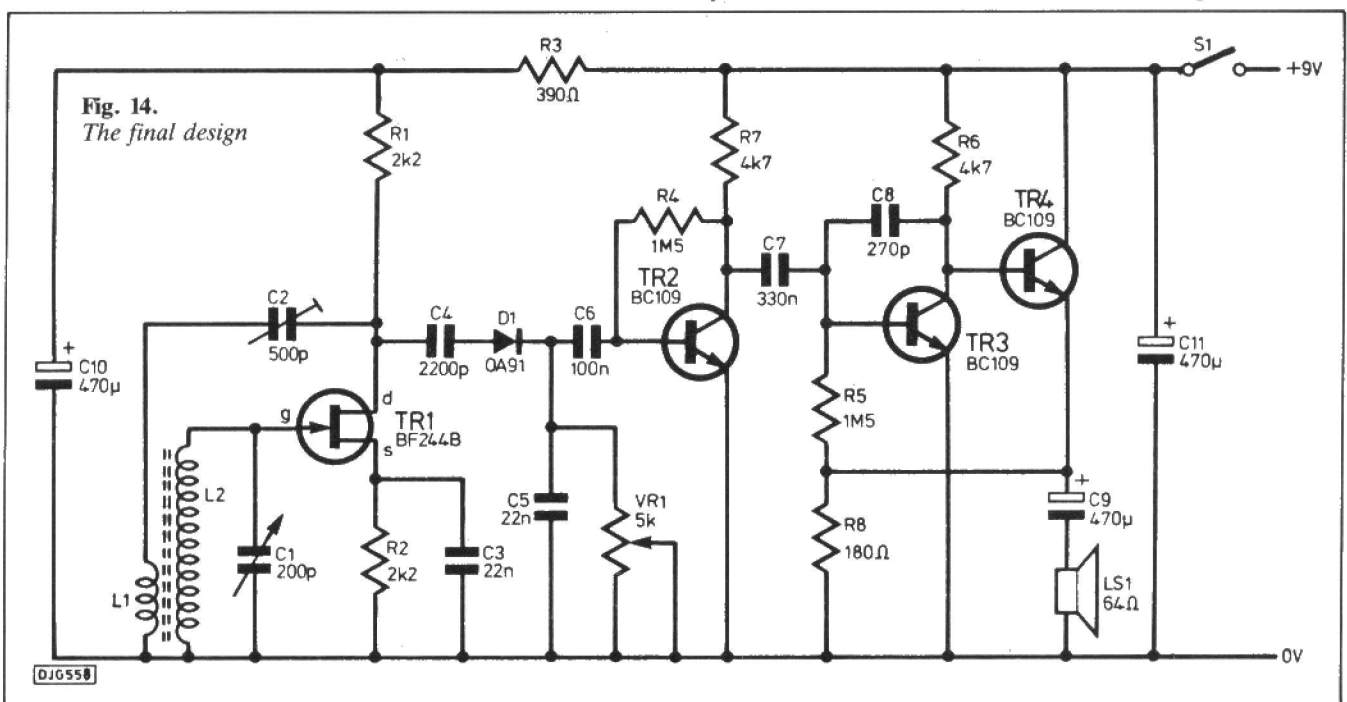 Fig. 14.
The final design
R3
390Ω
S1
+9V
R1
2k2
R7
4k7
R6
4k7
R4
1M5
C8
270p
TR4
BC109
C7
330n
TR2
BC109
C2
500p
C4
2200p
D1
OA91
C6
100n
TR3
BC109
+
C10
470µ
+
C11
470µ
d
g
s
TR1
BF244B
R5
1M5
L2
C5
22n
VR1
5k
+
C9
470µ
C1
200p
R2
2k2
C3
22n
R8
180Ω
L1
LS1
64Ω
0V
DJG558